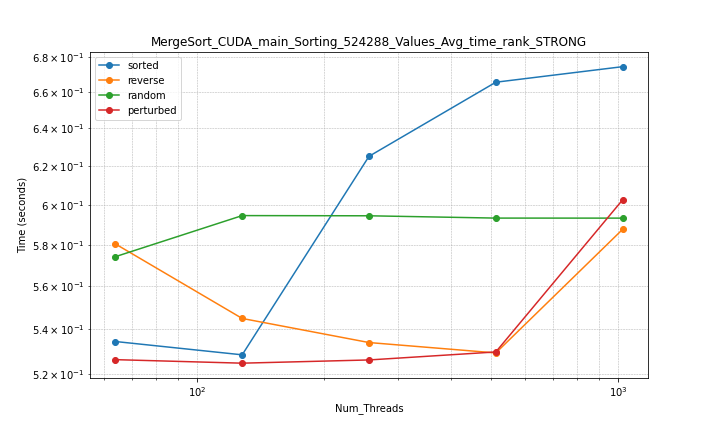 MergeSort_CUDA_main_Sorting_524288_Values_Avg_time_rank_STRONG
sorted
reverse
random
perturbed
Time (seconds)
6.8 × 10⁻¹
6.6 × 10⁻¹
6.4 × 10⁻¹
6.2 × 10⁻¹
6 × 10⁻¹
5.8 × 10⁻¹
5.6 × 10⁻¹
5.4 × 10⁻¹
5.2 × 10⁻¹
10² 10³
Num_Threads